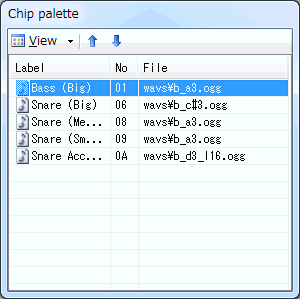 Chip palette
View
Label No File
Bass (Big) 01 wavs¥b_a3.ogg
Snare (Big) 06 wavs¥b_c#3.ogg
Snare (Me... 08 wavs¥b_a3.ogg
Snare (Sm... 09 wavs¥b_a3.ogg
Snare Acc... 0A wavs¥b_d3_l16.ogg